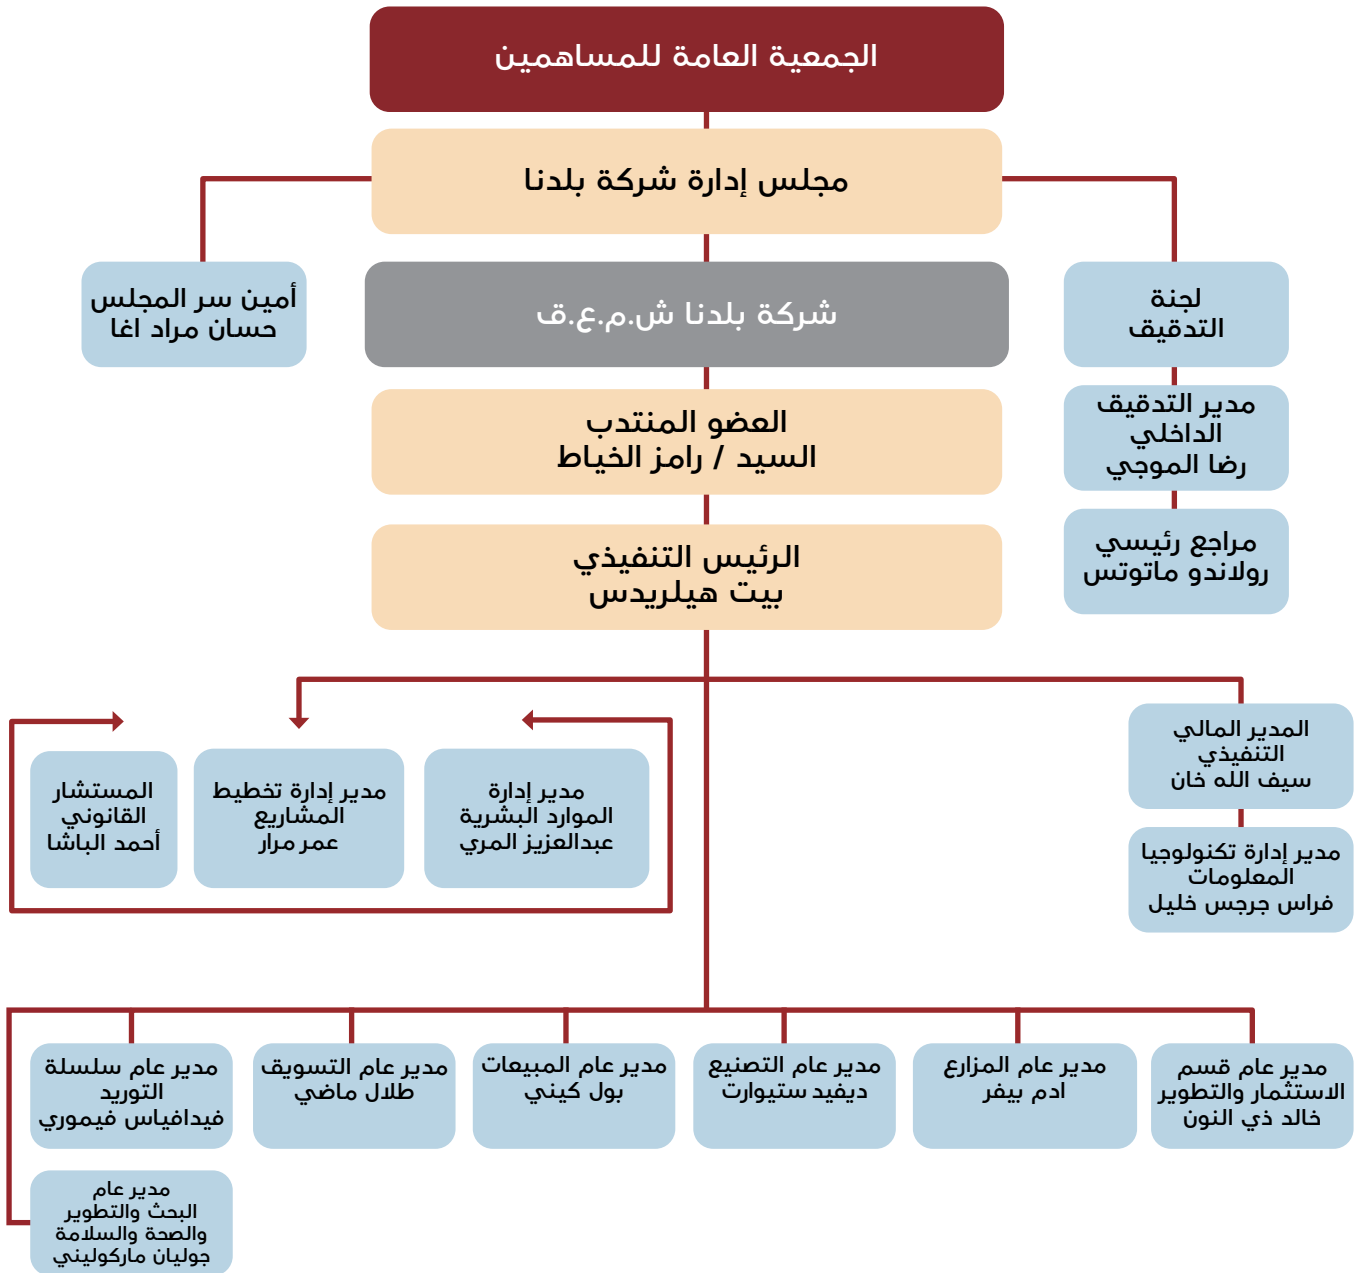 الجمعية العامة للمساهمين
مجلس إدارة شركة بلدنا
لجنة
التدقيق
شركة بلدنا ش.م.ع.ق
أمين سر المجلس
حسان مراد اغا
مدير التدقيق
الداخلي
رضا الموجي
العضو المنتدب
السيد / رامز الخياط
مراجع رئيسي
رولاندو ماتوتس
الرئيس التنفيذي
بيت هيلريدس
المدير المالي
التنفيذي
سيف الله خان
مدير إدارة تكنولوجيا
المعلومات
فراس جرجس خليل
مدير إدارة
الموارد البشرية
عبدالعزيز المري
مدير إدارة تخطيط
المشاريع
عمر مرار
المستشار
القانوني
أحمد الباشا
مدير عام قسم
الاستثمار والتطوير
خالد ذي النون
مدير عام المزارع
ادم بيفر
مدير عام التصنيع
ديفيد ستيوارت
مدير عام المبيعات
بول كيني
مدير عام التسويق
طلال ماضي
مدير عام سلسلة
التوريد
فيدافياس فيموري
مدير عام
البحث والتطوير
والصحة والسلامة
جوليان ماركوليني